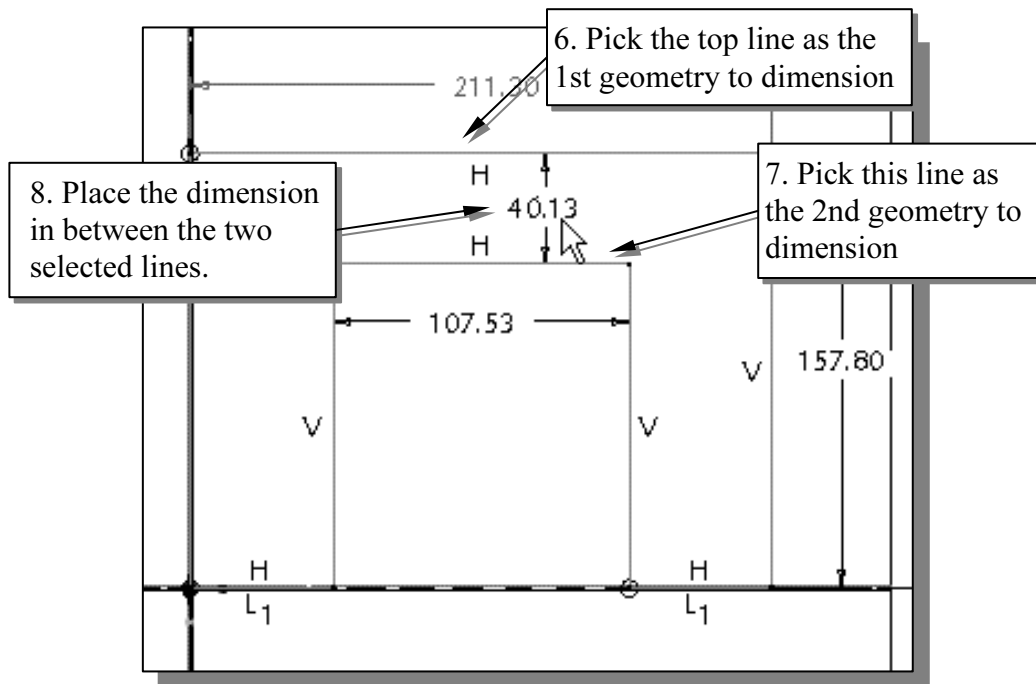 6. Pick the top line as the
1st geometry to dimension
211.30
7. Pick this line as
the 2nd geometry to
dimension
8. Place the dimension
in between the two
selected lines.
H
40.13
H
107.53
157.80
V
V
V
H
H
L1
L1